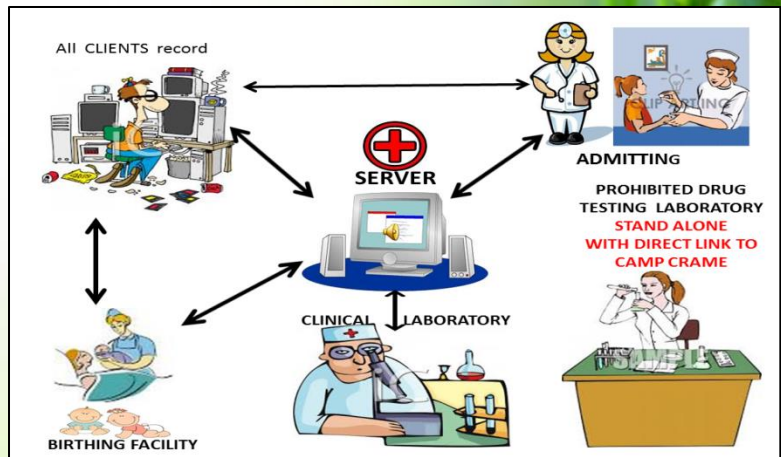 All CLIENTS record
SERVER
ADMITTING
PROHIBITED DRUG
TESTING LABORATORY
STAND ALONE
WITH DIRECT LINK TO
CAMP CRAME
CLINICAL LABORATORY
BIRTHING FACILITY
SAMPLE